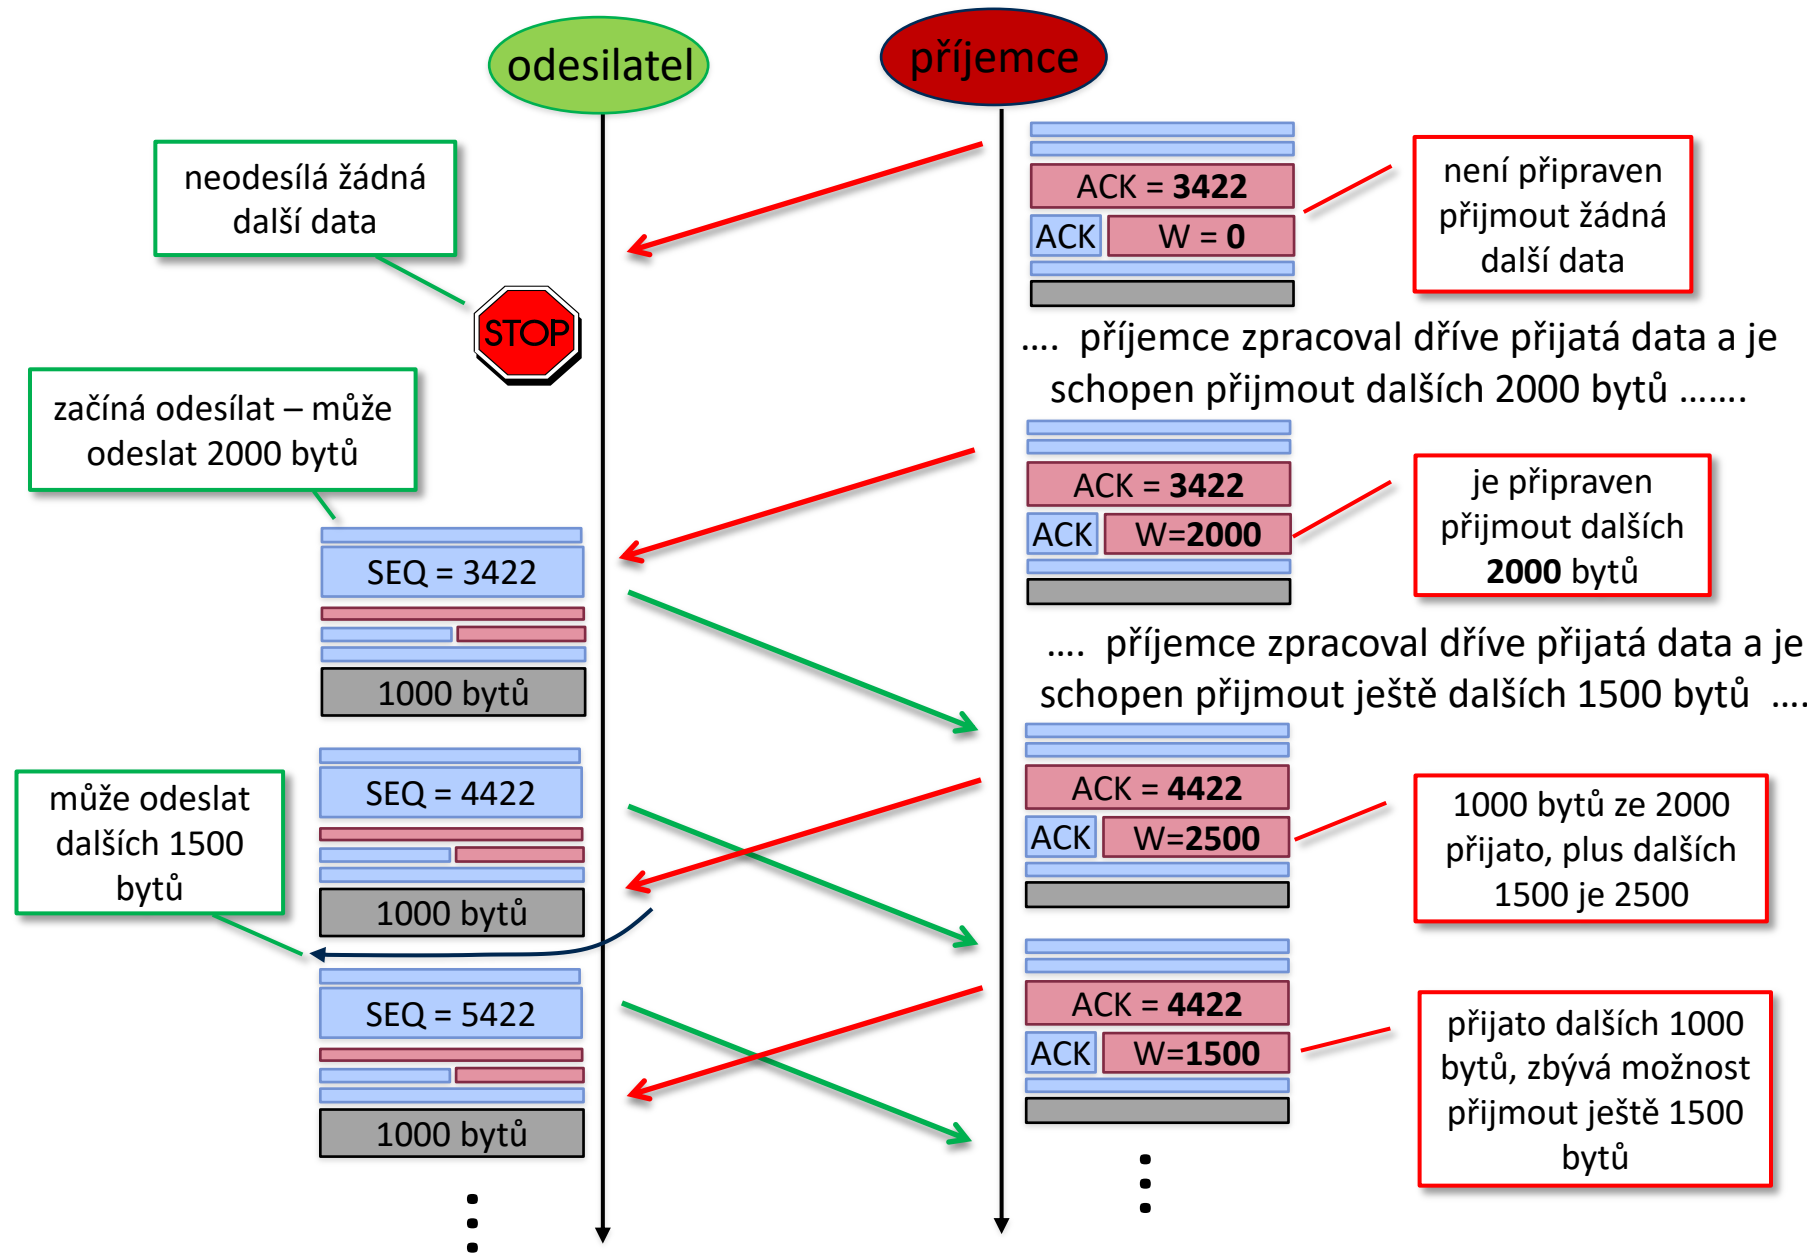 odesilatel
příjemce
neodesílá žádná
další data
ACK = 3422
ACK
W = 0
není připraven
přijmout žádná
další data
STOP
.... příjemce zpracoval dříve přijatá data a je
schopen přijmout dalších 2000 bytů .......
začíná odesílat – může
odeslat 2000 bytů
ACK = 3422
ACK
W=2000
je připraven
přijmout dalších
2000 bytů
SEQ = 3422
1000 bytů
.... příjemce zpracoval dříve přijatá data a je
schopen přijmout ještě dalších 1500 bytů ....
SEQ = 4422
1000 bytů
může odeslat
dalších 1500
bytů
ACK = 4422
ACK
W=2500
1000 bytů ze 2000
přijato, plus dalších
1500 je 2500
SEQ = 5422
1000 bytů
ACK = 4422
ACK
W=1500
přijato dalších 1000
bytů, zbývá možnost
přijmout ještě 1500
bytů